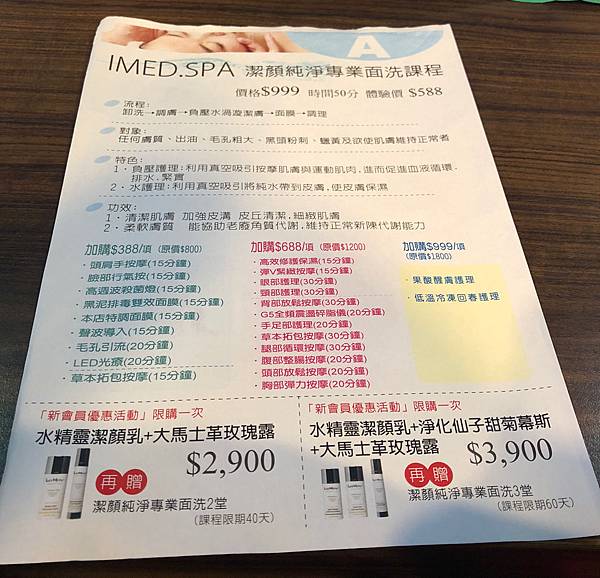 A
IMED.SPA 潔顏純淨專業面洗課程
價格$999 時間50分 體驗價 $588
流程:
卸洗→調膚→負壓水渦漩潔膚→面膜→調理
對象:
任何膚質、出油、毛孔粗大、黑頭粉刺、蠟黃及欲使肌膚維持正常者
特色:
1、負壓護理:利用真空吸引按摩肌膚與運動肌肉,進而促進血液循環,
排水,緊實
2、水護理:利用真空吸引將純水帶到皮膚,使皮膚保濕
功效:
1、清潔肌膚 加強皮溝 皮丘清潔,細緻肌膚
2、柔軟膚質 能協助老廢角質代謝,維持正常新陳代謝能力
加購$388/項 (原價$800)
・頭肩手按摩(15分鐘)
・臉部行氣按(15分鐘)
・高週波殺菌燈(15分鐘)
・黑泥排毒雙效面膜(15分鐘)
・本店特調面膜(15分鐘)
・聲波導入(15分鐘)
・毛孔引流(20分鐘)
・LED光療(20分鐘)
・草本拓包按摩(15分鐘)
加購$688/項 (原價$1200)
・高效修護保濕(15分鐘)
・彈V緊緻按摩(15分鐘)
・眼部護理(30分鐘)
・頸部護理(30分鐘)
・背部放鬆按摩(30分鐘)
・G5全頻震溫碎脂儀(20分鐘)
・手足部護理(20分鐘)
・草本拓包按摩(30分鐘)
・腿部循環按摩(30分鐘)
・腹部整腸按摩(20分鐘)
・頭部放鬆按摩(20分鐘)
・胸部彈力按摩(20分鐘)
加購$999/項
(原價$1800)
・果酸醒膚護理
・低溫冷凍回春護理
「新會員優惠活動」限購一次
水精靈潔顏乳+大馬士革玫瑰露
$2,900
再贈
潔顏純淨專業面洗2堂
(課程限期40天)
「新會員優惠活動」限購一次
水精靈潔顏乳+淨化仙子甜菊幕斯
+大馬士革玫瑰露
$3,900
再贈
潔顏純淨專業面洗3堂
(課程限期60天)